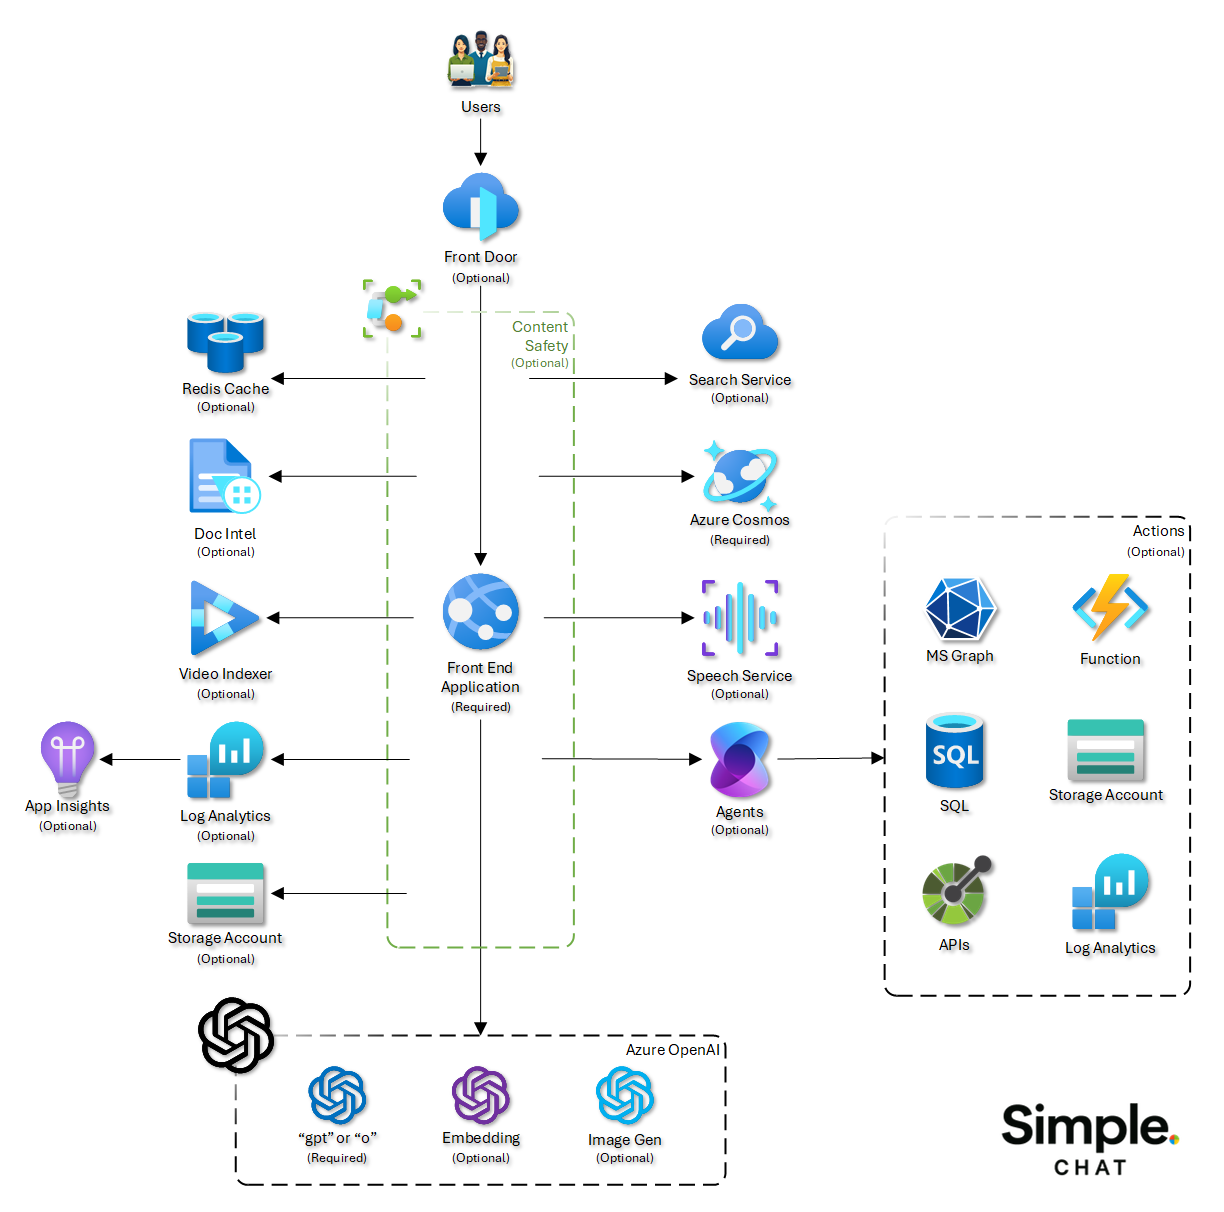 Users
Front Door
(Optional)
Content
Safety
(Optional)
Redis Cache
(Optional)
Search Service
(Optional)
Doc Intel
(Optional)
Azure Cosmos
(Required)
Video Indexer
(Optional)
Front End
Application
(Required)
Speech Service
(Optional)
App Insights
(Optional)
Log Analytics
(Optional)
Agents
(Optional)
Storage Account
(Optional)
Actions
(Optional)
MS Graph
Function
SQL
SQL
Storage Account
APIs
Log Analytics
Azure OpenAI
“gpt” or “o”
(Required)
Embedding
(Optional)
Image Gen
(Optional)
Simple.
CHAT